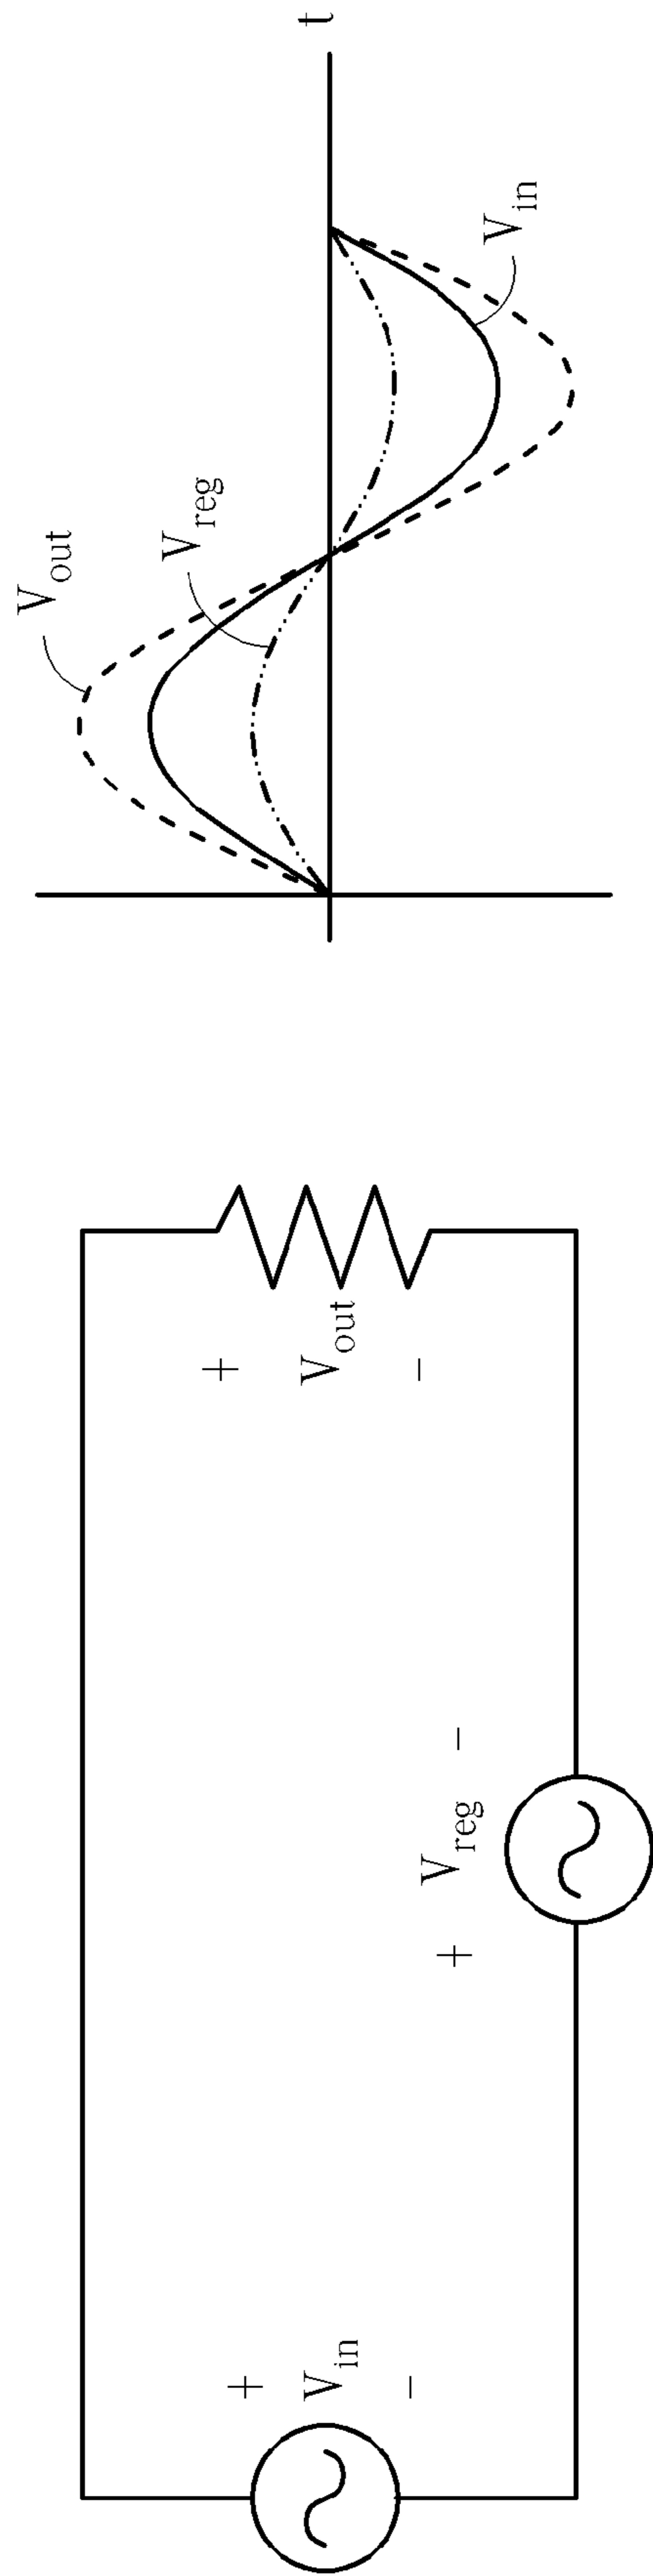 +
V_in
−
+ V_reg −
+
V_out
−
V_out
V_reg
V_in
t